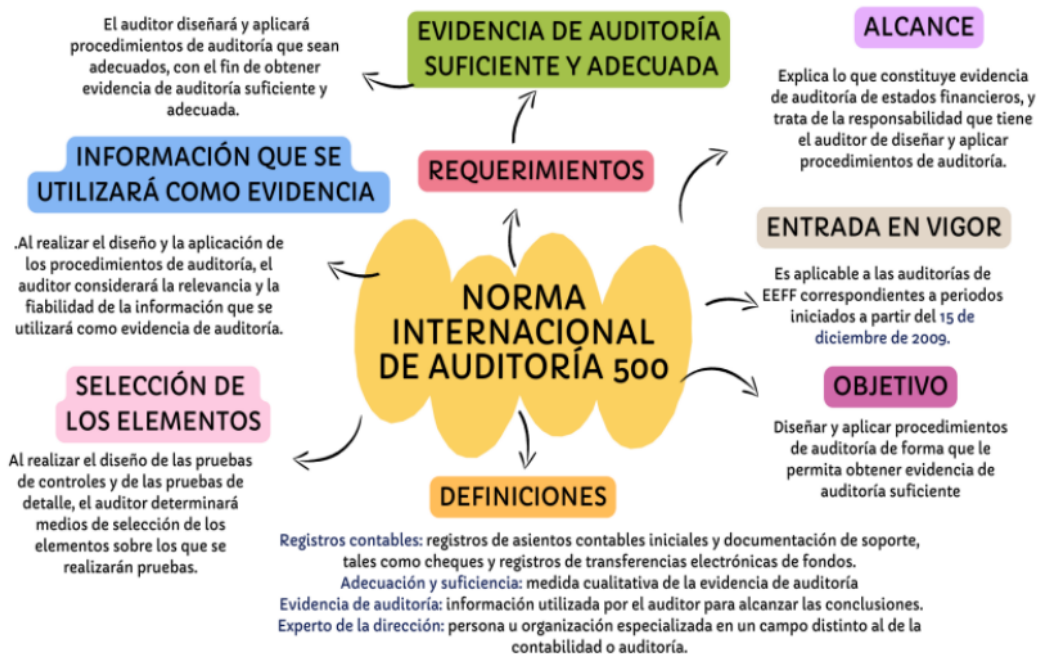 El auditor diseñará y aplicará
procedimientos de auditoría que sean
adecuados, con el fin de obtener
evidencia de auditoría suficiente y
adecuada.
EVIDENCIA DE AUDITORÍA
SUFICIENTE Y ADECUADA
ALCANCE
Explica lo que constituye evidencia
de auditoría de estados financieros, y
trata de la responsabilidad que tiene
el auditor de diseñar y aplicar
procedimientos de auditoría.
INFORMACIÓN QUE SE
UTILIZARÁ COMO EVIDENCIA
REQUERIMIENTOS
.Al realizar el diseño y la aplicación de
los procedimientos de auditoría, el
auditor considerará la relevancia y la
fiabilidad de la información que se
utilizará como evidencia de auditoría.
NORMA
INTERNACIONAL
DE AUDITORÍA 500
ENTRADA EN VIGOR
Es aplicable a las auditorías de
EEFF correspondientes a periodos
iniciados a partir del 15 de
diciembre de 2009.
SELECCIÓN DE
LOS ELEMENTOS
Al realizar el diseño de las pruebas
de controles y de las pruebas de
detalle, el auditor determinará
medios de selección de los
elementos sobre los que se
realizarán pruebas.
OBJETIVO
Diseñar y aplicar procedimientos
de auditoría de forma que le
permita obtener evidencia de
auditoría suficiente
DEFINICIONES
Registros contables: registros de asientos contables iniciales y documentación de soporte,
tales como cheques y registros de transferencias electrónicas de fondos.
Adecuación y suficiencia: medida cualitativa de la evidencia de auditoría
Evidencia de auditoría: información utilizada por el auditor para alcanzar las conclusiones.
Experto de la dirección: persona u organización especializada en un campo distinto al de la
contabilidad o auditoría.